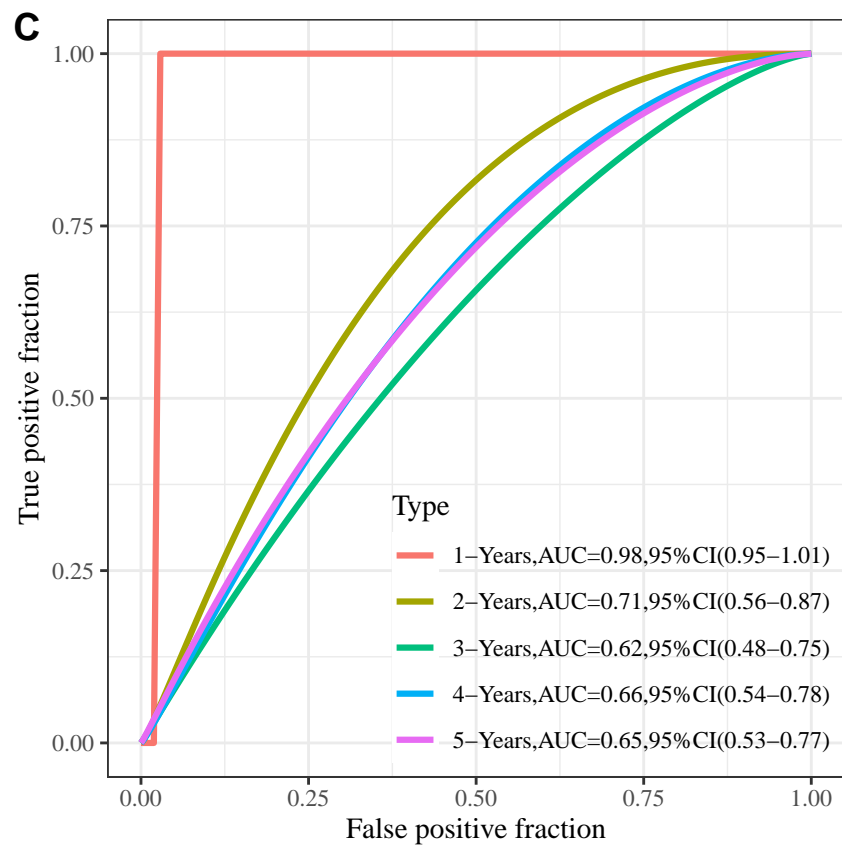 C
1.00
0.75
0.50
0.25
0.00
True positive fraction
Type
1−Years,AUC=0.98,95%CI(0.95−1.01)
2−Years,AUC=0.71,95%CI(0.56−0.87)
3−Years,AUC=0.62,95%CI(0.48−0.75)
4−Years,AUC=0.66,95%CI(0.54−0.78)
5−Years,AUC=0.65,95%CI(0.53−0.77)
0.00 0.25 0.50 0.75 1.00
False positive fraction